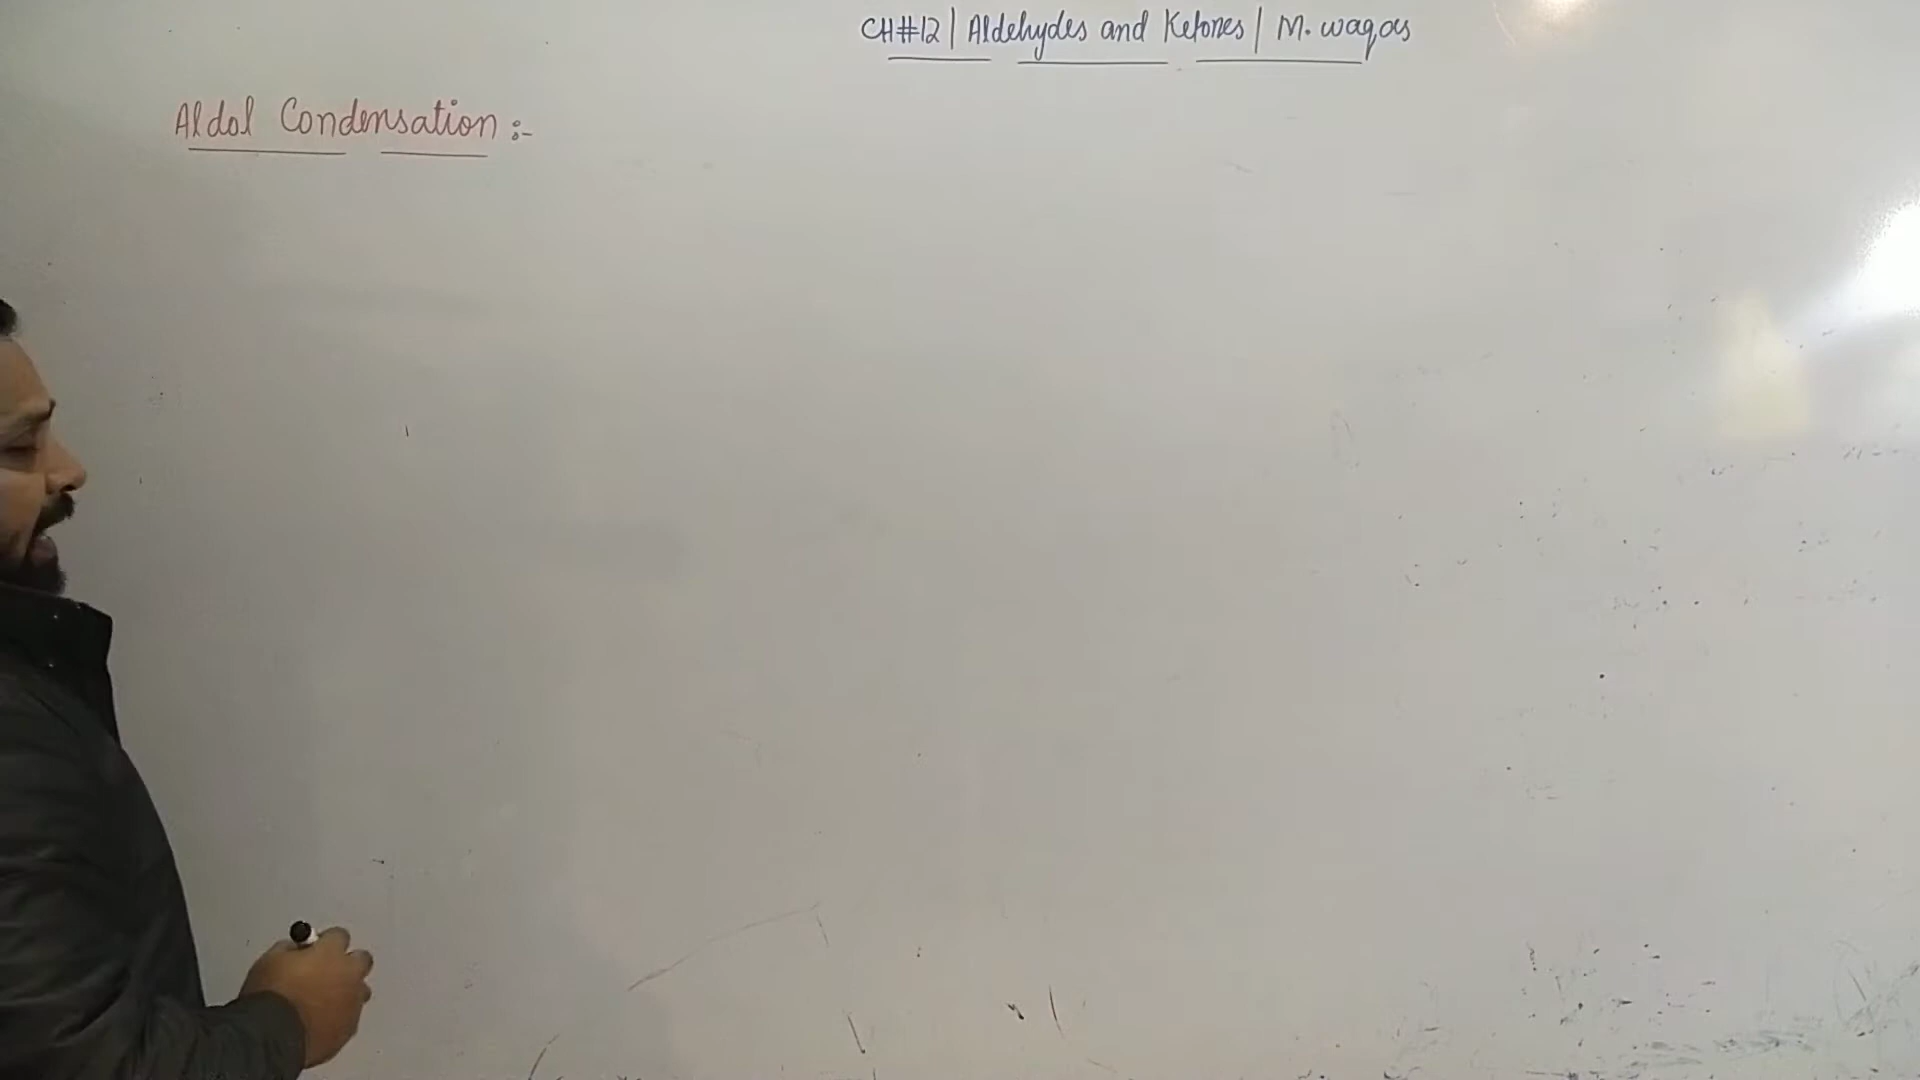 CH#12 | Aldehydes and Ketones | M. waqas
Aldol Condensation :-